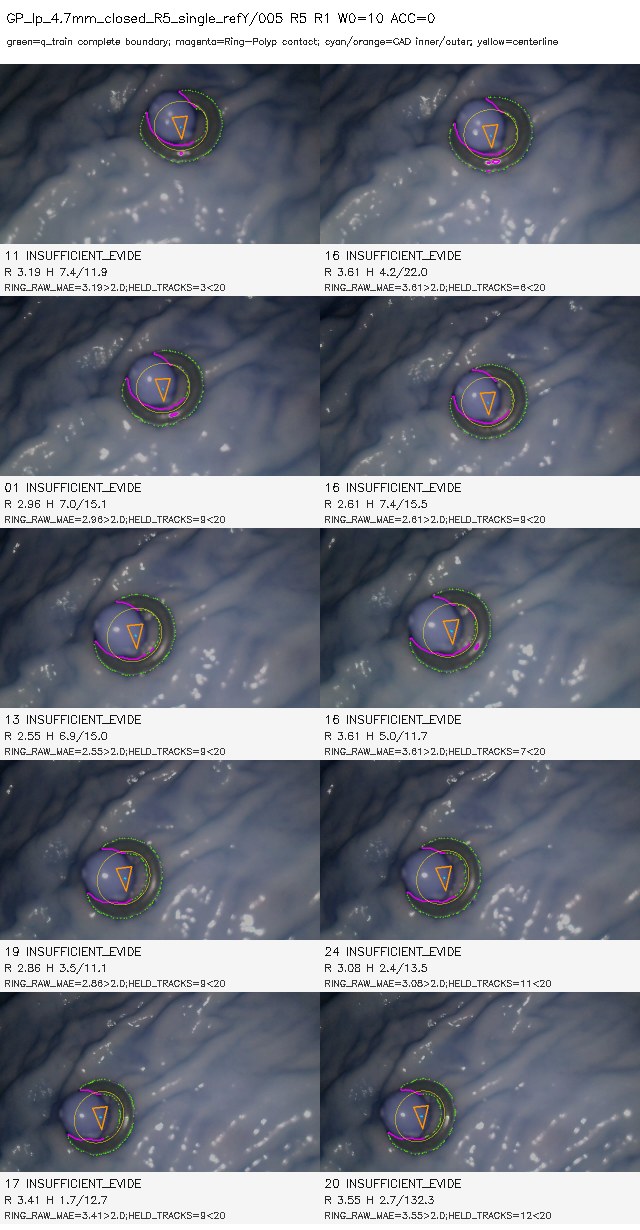 GP_lp_4.7mm_closed_R5_single_refY/005 R5 R1 W0=10 ACC=0
green=q_train complete boundary; magenta=Ring-Polyp contact; cyan/orange=CAD inner/outer; yellow=centerline
11 INSUFFICIENT_EVIDE
R 3.19 H 7.4/11.9
RING_RAW_MAE=3.19>2.0;HELD_TRACKS=3<20
16 INSUFFICIENT_EVIDE
R 3.61 H 4.2/22.0
RING_RAW_MAE=3.61>2.0;HELD_TRACKS=6<20
01 INSUFFICIENT_EVIDE
R 2.96 H 7.0/15.1
RING_RAW_MAE=2.96>2.0;HELD_TRACKS=9<20
16 INSUFFICIENT_EVIDE
R 2.61 H 7.4/15.5
RING_RAW_MAE=2.61>2.0;HELD_TRACKS=9<20
13 INSUFFICIENT_EVIDE
R 2.55 H 6.9/15.0
RING_RAW_MAE=2.55>2.0;HELD_TRACKS=9<20
16 INSUFFICIENT_EVIDE
R 3.61 H 5.0/11.7
RING_RAW_MAE=3.61>2.0;HELD_TRACKS=7<20
19 INSUFFICIENT_EVIDE
R 2.86 H 3.5/11.1
RING_RAW_MAE=2.86>2.0;HELD_TRACKS=9<20
24 INSUFFICIENT_EVIDE
R 3.08 H 2.4/13.5
RING_RAW_MAE=3.08>2.0;HELD_TRACKS=11<20
17 INSUFFICIENT_EVIDE
R 3.41 H 1.7/12.7
RING_RAW_MAE=3.41>2.0;HELD_TRACKS=9<20
20 INSUFFICIENT_EVIDE
R 3.55 H 2.7/132.3
RING_RAW_MAE=3.55>2.0;HELD_TRACKS=12<20